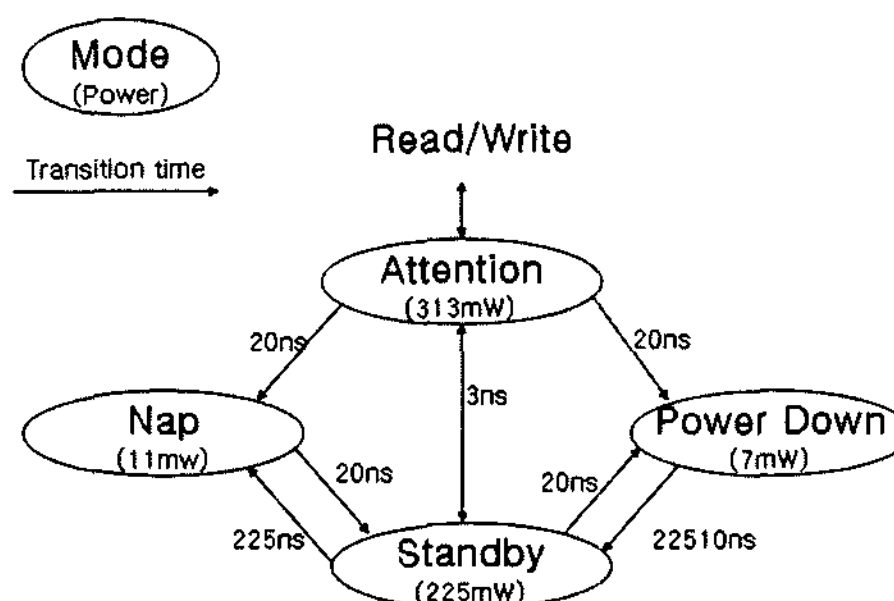 Mode
(Power)
Read/Write
Transition time
Attention
(313mW)
20ns
20ns
3ns
Nap
(11mw)
Power Down
(7mW)
20ns
20ns
225ns
22510ns
Standby
(225mW)